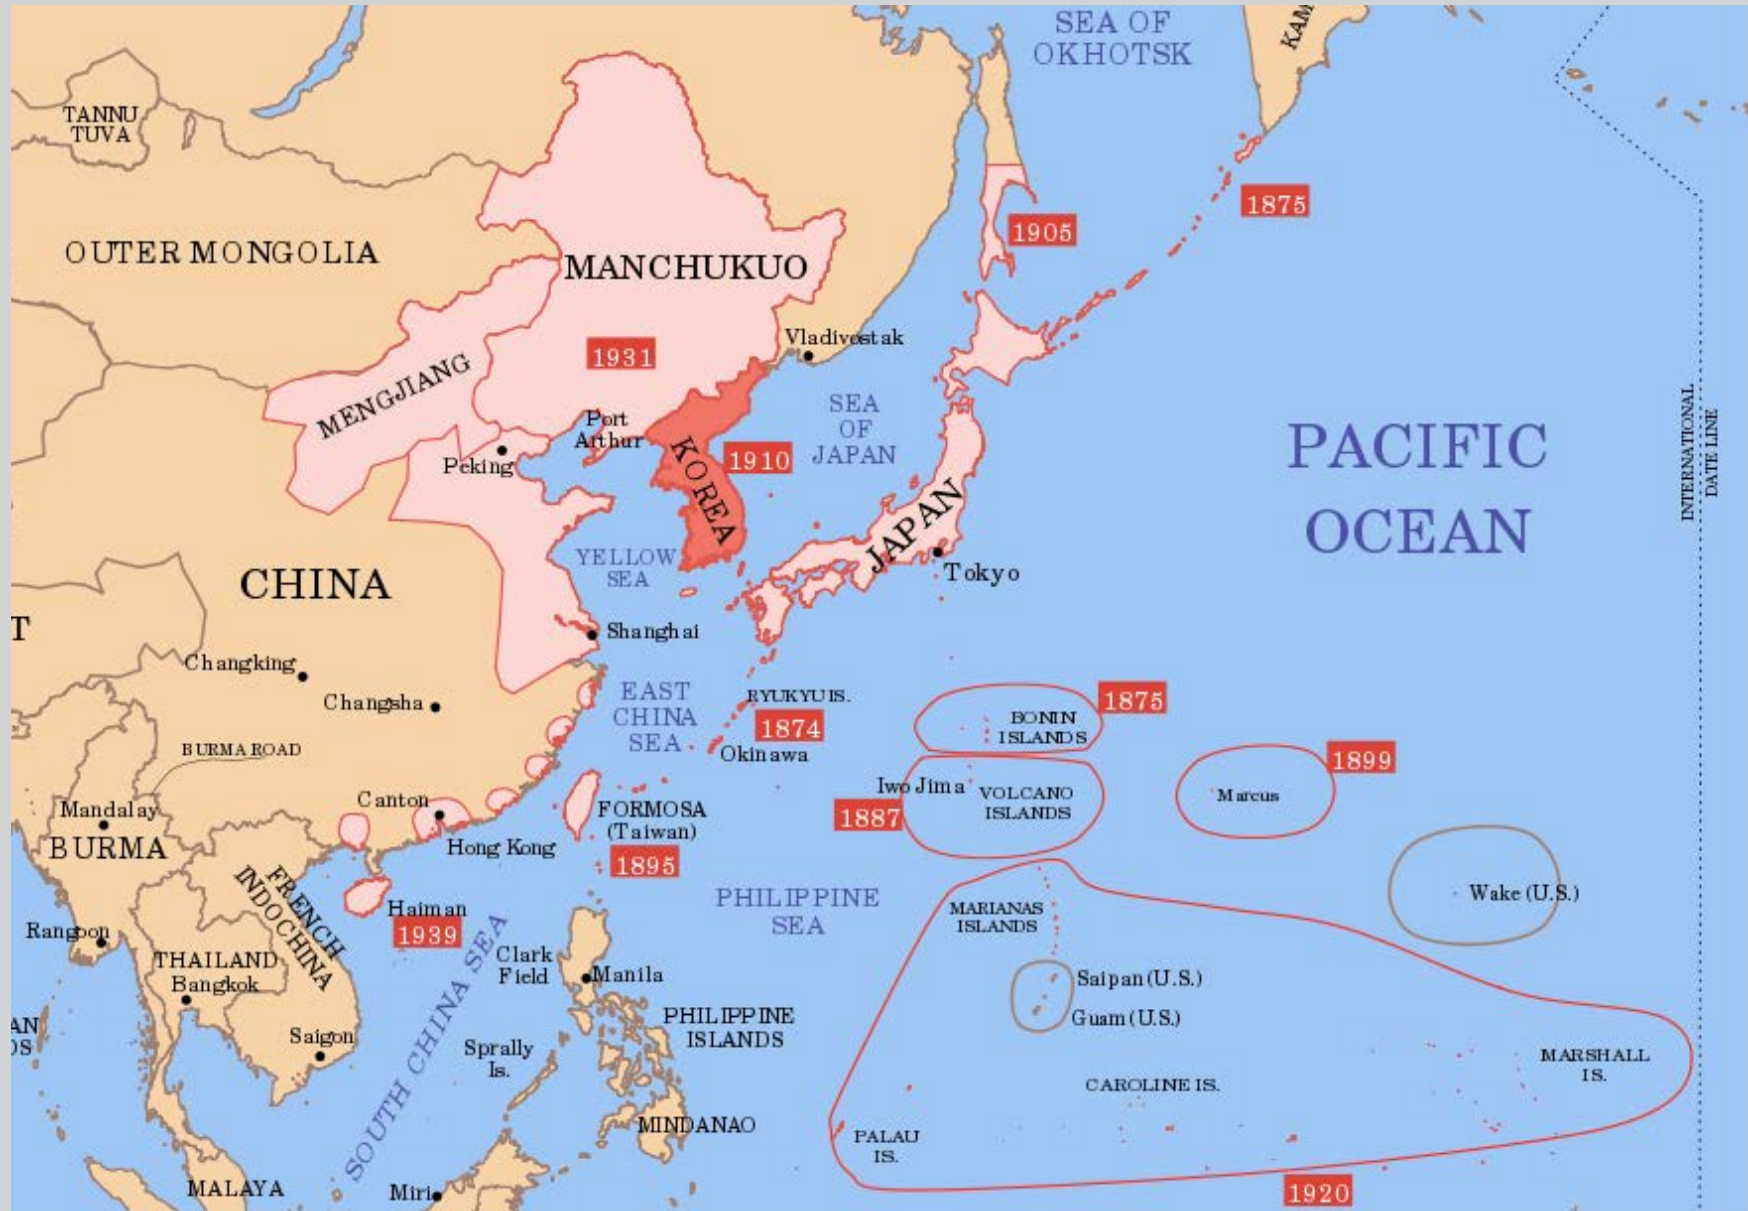 SEA OF
OKHOTSK
KAM
TANNU
TUVA
1875
1905
OUTER MONGOLIA
MANCHUKUO
Vladivostak
1931
MENGJIANG
Port
Arthur
SEA
OF
JAPAN
KOREA
1910
Peking
PACIFIC
OCEAN
INTERNATIONAL
DATE LINE
JAPAN
Tokyo
YELLOW
SEA
CHINA
T
Shanghai
Changking
Changsha
EAST
CHINA
SEA
RYUKYU IS.
1874
Okinawa
BONIN
ISLANDS
1875
BURMA ROAD
Iwo Jima
VOLCANO
ISLANDS
1887
Marcus
1899
Mandalay
BURMA
Canton
Hong Kong
FORMOSA
(Taiwan)
1895
FRENCH
INDOCHINA
Haiman
1939
PHILIPPINE
SEA
MARIANAS
ISLANDS
Wake (U.S.)
Rangoon
THAILAND
Bangkok
Clark
Field
Manila
Saipan (U.S.)
Guam (U.S.)
AN
DS
Saigon
SOUTH CHINA SEA
Sprally
Is.
PHILIPPINE
ISLANDS
MARSHALL
IS.
CAROLINE IS.
MINDANAO
PALAU
IS.
MALAYA
Miri
1920